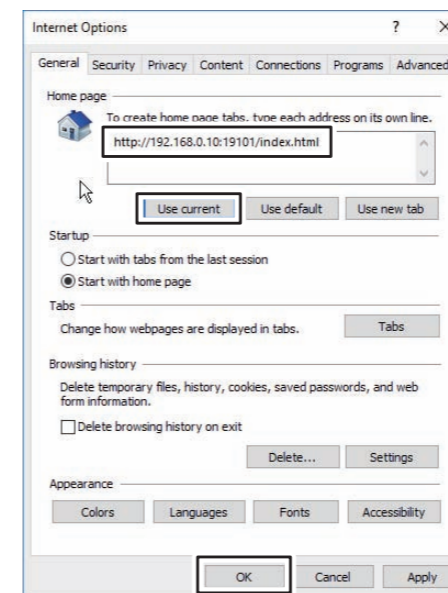 Internet Options ? ×
General Security Privacy Content Connections Programs Advanced
Home page
To create home page tabs, type each address on its own line.
http://192.168.0.10:19101/index.html
Use current Use default Use new tab
Startup
Start with tabs from the last session
Start with home page
Tabs
Change how webpages are displayed in tabs. Tabs
Browsing history
Delete temporary files, history, cookies, saved passwords, and web
form information.
Delete browsing history on exit
Delete... Settings
Appearance
Colors Languages Fonts Accessibility
OK Cancel Apply